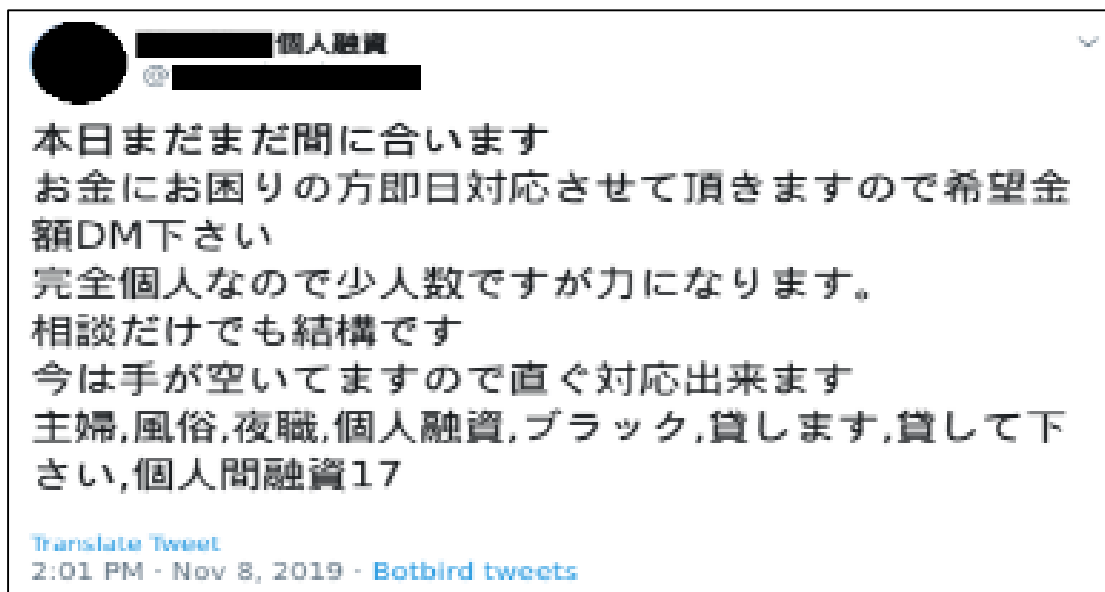 個人融資
@
本日まだまだ間に合います
お金にお困りの方即日対応させて頂きますので希望金
額DM下さい
完全個人なので少人数ですが力になります。
相談だけでも結構です
今は手が空いてますので直ぐ対応出来ます
主婦,風俗,夜職,個人融資,ブラック,貸します,貸して下
さい,個人間融資17
Translate Tweet
2:01 PM · Nov 8, 2019 · Botbird tweets